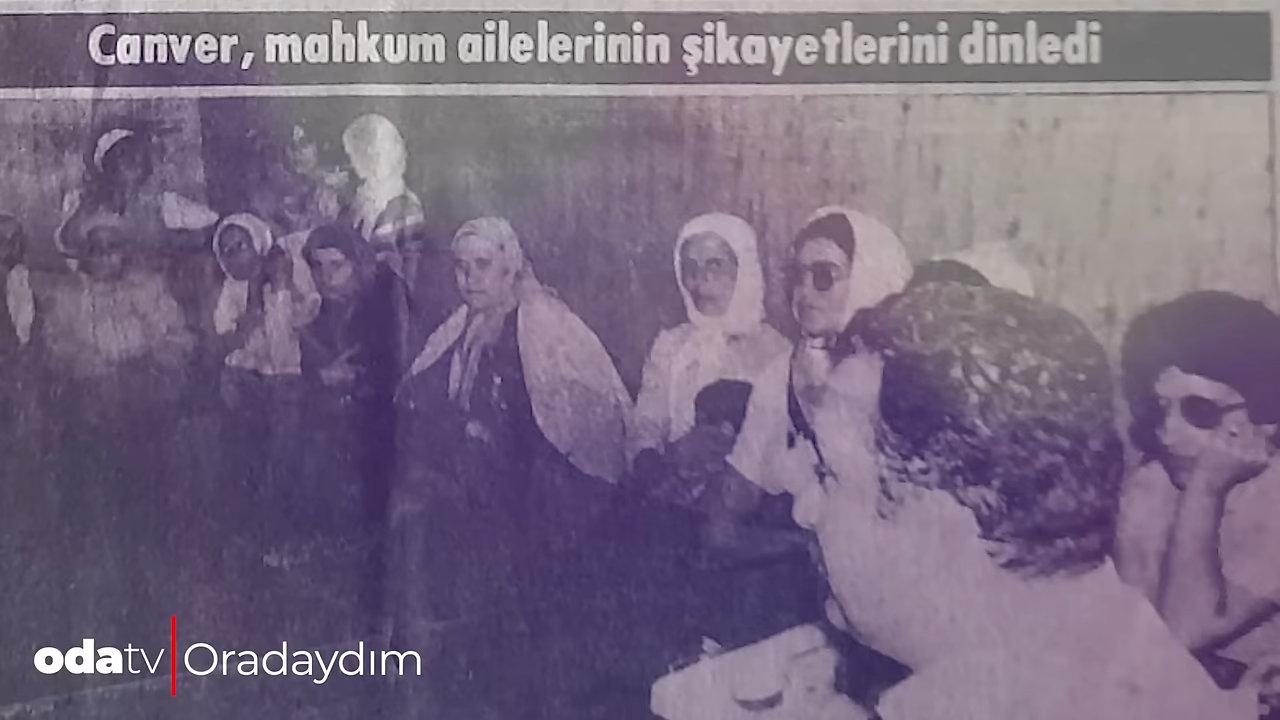 Canver, mahkum ailelerinin şikayetlerini dinledi
odatv | Oradaydım